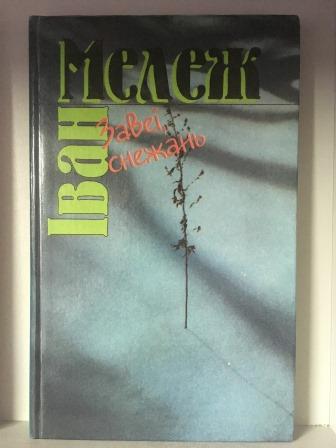 Іван
Мележ
Завеі,
снежань